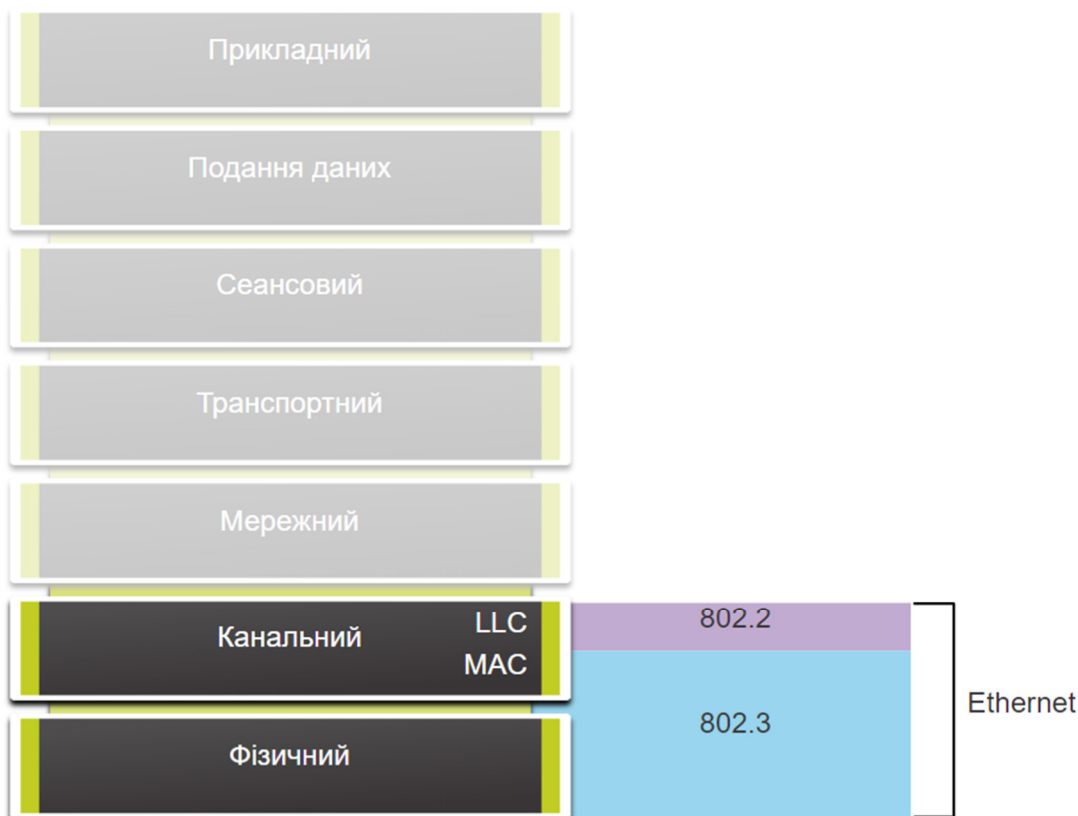 Прикладний
Подання даних
Сеансовий
Транспортний
Мережний
Канальний
LLC
MAC
802.2
802.3
Ethernet
Фізичний